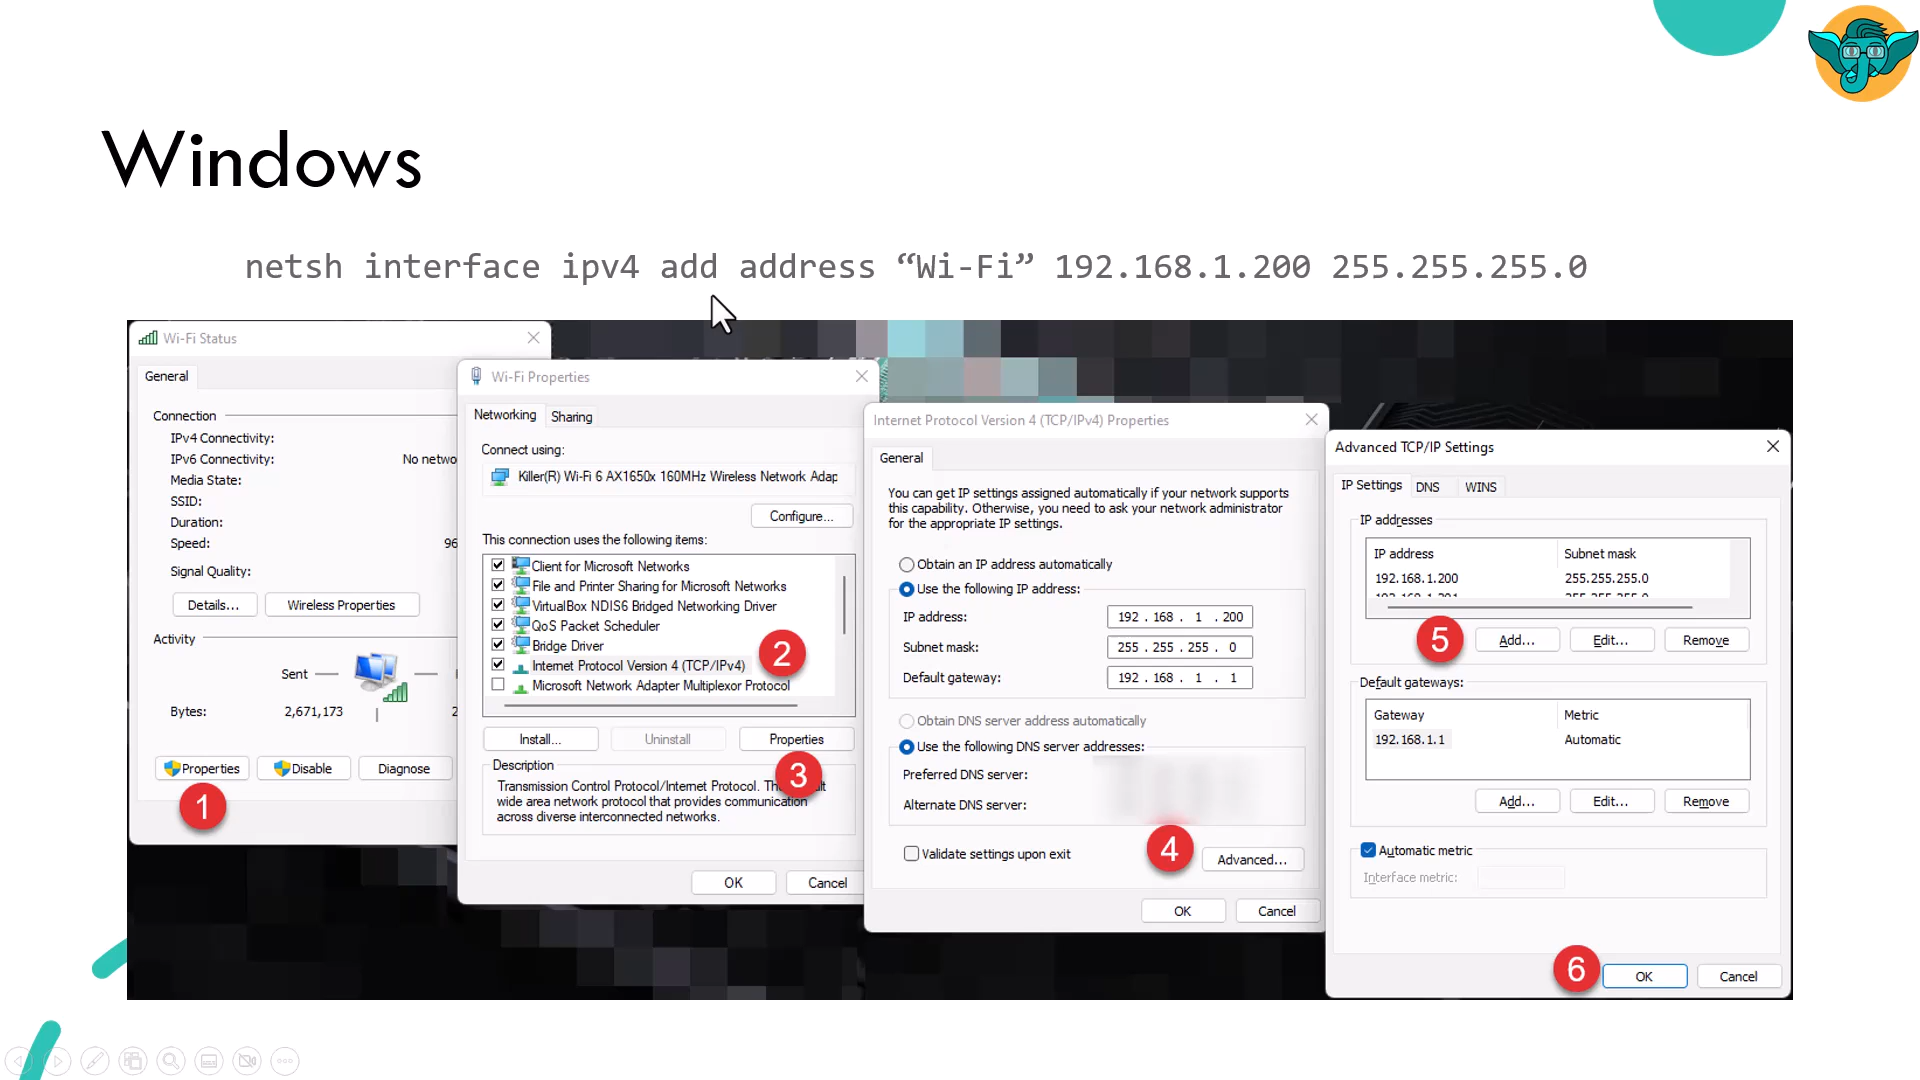 Windows
netsh interface ipv4 add address “Wi-Fi” 192.168.1.200 255.255.255.0
Wi-Fi Status
General
Connection
IPv4 Connectivity:
IPv6 Connectivity: No netwo
Media State:
SSID:
Duration:
Speed: 96
Signal Quality:
Details... Wireless Properties
Activity
Sent
Bytes: 2,671,173 2
Properties Disable Diagnose
1
Wi-Fi Properties
Networking Sharing
Connect using:
Killer(R) Wi-Fi 6 AX1650x 160MHz Wireless Network Adap
Configure...
This connection uses the following items:
Client for Microsoft Networks
File and Printer Sharing for Microsoft Networks
VirtualBox NDIS6 Bridged Networking Driver
QoS Packet Scheduler
Bridge Driver
Internet Protocol Version 4 (TCP/IPv4)
Microsoft Network Adapter Multiplexor Protocol
2
Install... Uninstall Properties
3
Description
Transmission Control Protocol/Internet Protocol. The
wide area network protocol that provides communication
across diverse interconnected networks.
OK Cancel
Internet Protocol Version 4 (TCP/IPv4) Properties
General
You can get IP settings assigned automatically if your network supports
this capability. Otherwise, you need to ask your network administrator
for the appropriate IP settings.
Obtain an IP address automatically
Use the following IP address:
IP address: 192 . 168 . 1 . 200
Subnet mask: 255 . 255 . 255 . 0
Default gateway: 192 . 168 . 1 . 1
Obtain DNS server address automatically
Use the following DNS server addresses:
Preferred DNS server:
Alternate DNS server:
Validate settings upon exit
4
Advanced...
OK Cancel
Advanced TCP/IP Settings
IP Settings DNS WINS
IP addresses
IP address Subnet mask
192.168.1.200 255.255.255.0
5
Add... Edit... Remove
Default gateways:
Gateway Metric
192.168.1.1 Automatic
Add... Edit... Remove
Automatic metric
Interface metric:
6
OK Cancel